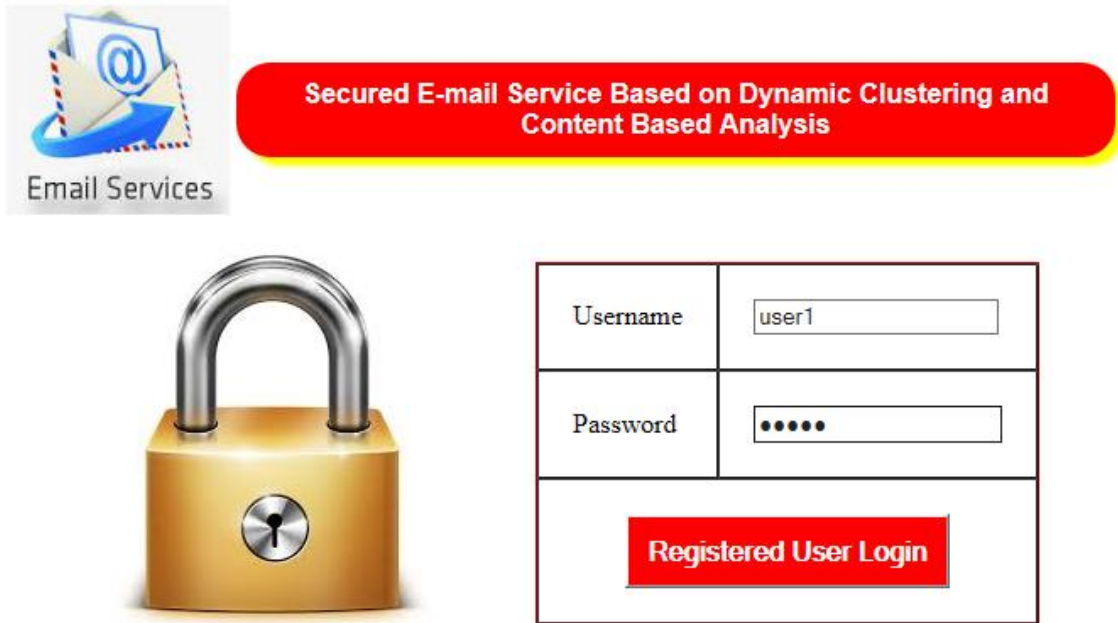 @
Email Services
Secured E-mail Service Based on Dynamic Clustering and
Content Based Analysis
Username
user1
Password
•••••
Registered User Login